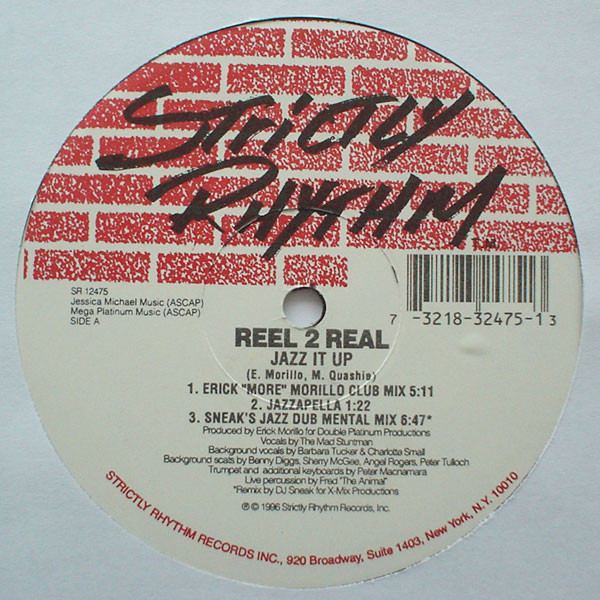 STRICTLY
RHYTHM
T.M.
SR 12475
Jessica Michael Music (ASCAP)
Mega Platinum Music (ASCAP)
SIDE A
7 -3218-32475-1 3
REEL 2 REAL
JAZZ IT UP
(E. Morillo, M. Quashie)
1. ERICK "MORE" MORILLO CLUB MIX 5:11
2. JAZZAPELLA 1:22
3. SNEAK'S JAZZ DUB MENTAL MIX 6:47*
Produced by Erick Morillo for Double Platinum Productions
Vocals by The Mad Stuntman
Background vocals by Barbara Tucker & Charlotte Small
Background scats by Benny Diggs, Sherry McGee, Angel Rogers, Peter Tulloch
Trumpet and additional keyboards by Peter Macnamara
Live percussion by Fred "The Animal"
*Remix by DJ Sneak for X-Mix Productions
℗ © 1996 Strictly Rhythm Records, Inc.
STRICTLY RHYTHM RECORDS INC., 920 Broadway, Suite 1403, New York, N.Y. 10010